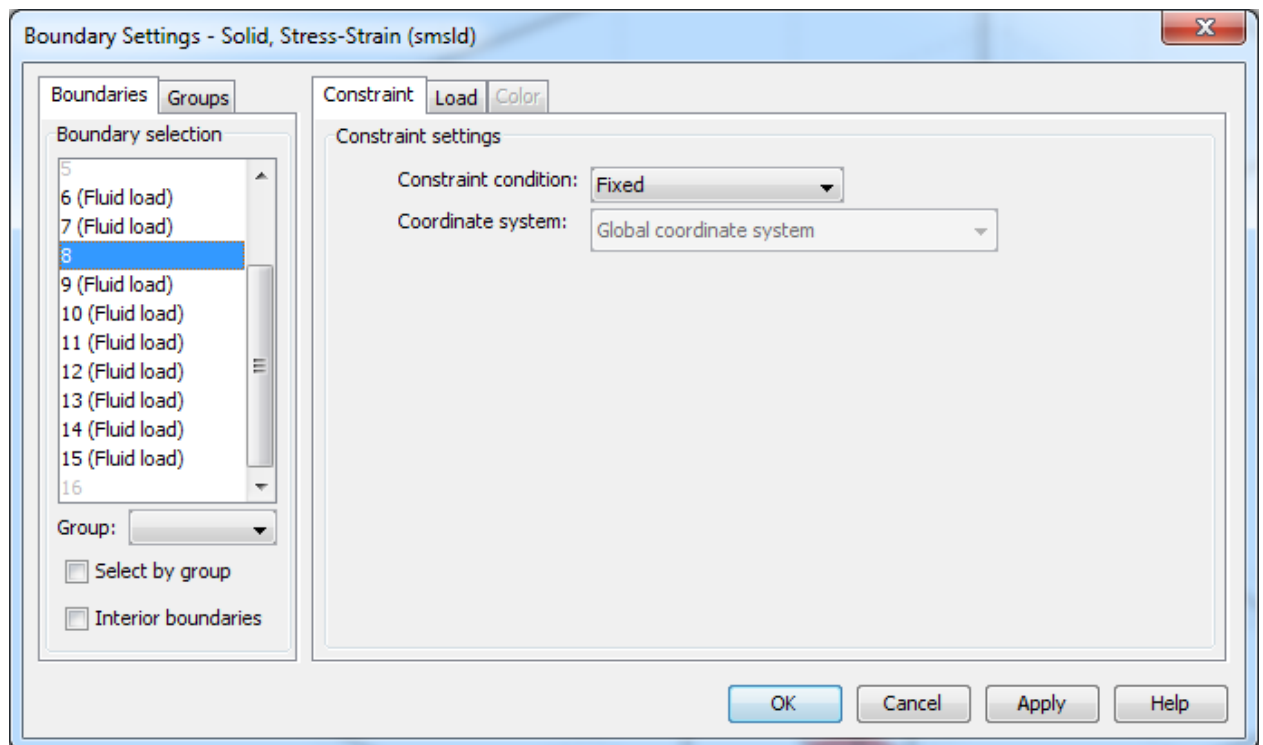 Boundary Settings - Solid, Stress-Strain (smsld)
Boundaries Groups
Boundary selection
5
6 (Fluid load)
7 (Fluid load)
8
9 (Fluid load)
10 (Fluid load)
11 (Fluid load)
12 (Fluid load)
13 (Fluid load)
14 (Fluid load)
15 (Fluid load)
16
Group:
Select by group
Interior boundaries
Constraint Load Color
Constraint settings
Constraint condition: Fixed
Coordinate system: Global coordinate system
OK Cancel Apply Help